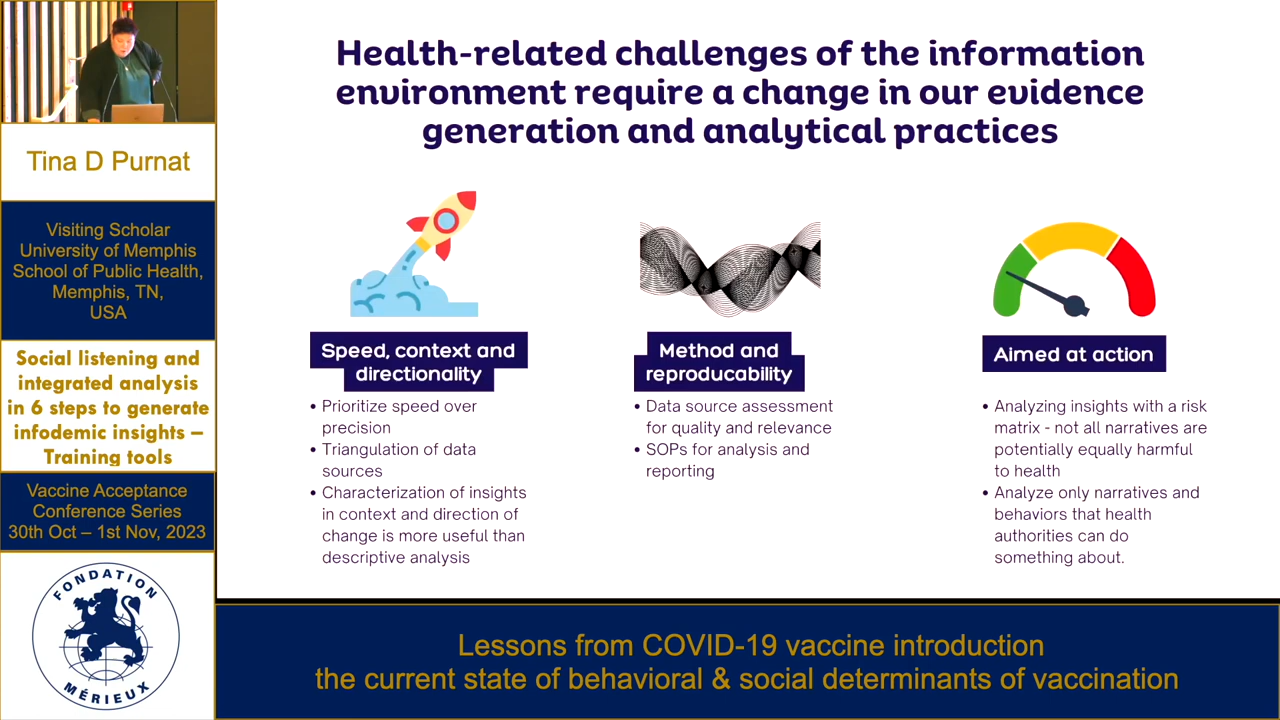 Tina D Purnat
Visiting Scholar
University of Memphis
School of Public Health,
Memphis, TN,
USA
Social listening and
integrated analysis
in 6 steps to generate
infodemic insights –
Training tools
Vaccine Acceptance
Conference Series
30th Oct – 1st Nov, 2023
FONDATION
MÉRIEUX
Health-related challenges of the information
environment require a change in our evidence
generation and analytical practices
Speed, context and
directionality
• Prioritize speed over
precision
• Triangulation of data
sources
• Characterization of insights
in context and direction of
change is more useful than
descriptive analysis
Method and
reproducability
• Data source assessment
for quality and relevance
• SOPs for analysis and
reporting
Aimed at action
• Analyzing insights with a risk
matrix - not all narratives are
potentially equally harmful
to health
• Analyze only narratives and
behaviors that health
authorities can do
something about.
Lessons from COVID-19 vaccine introduction
the current state of behavioral & social determinants of vaccination